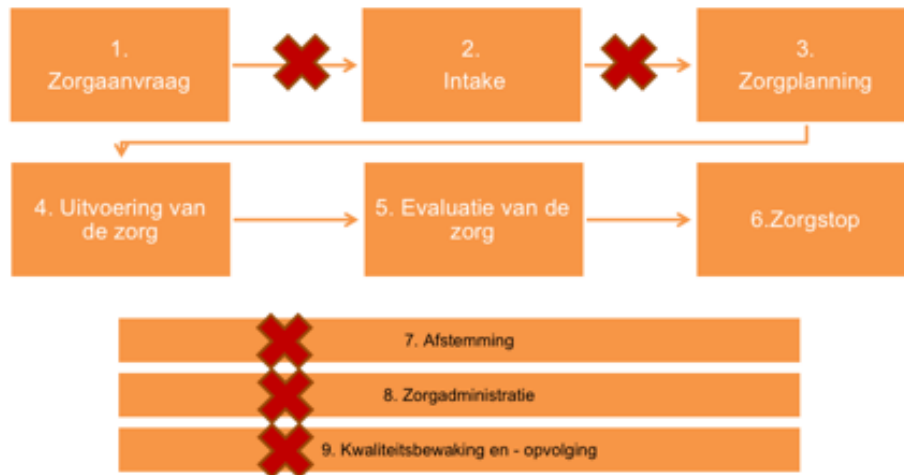 1.
Zorgaanvraag
2.
Intake
3.
Zorgplanning
4. Uitvoering van
de zorg
5. Evaluatie van de
zorg
6.Zorgstop
7. Afstemming
8. Zorgadministratie
9. Kwaliteitsbewaking en - opvolging